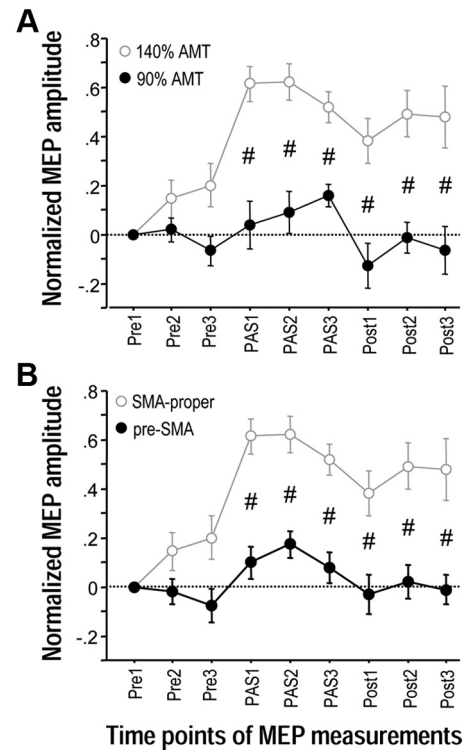 A
.8
140% AMT
90% AMT
.6
.4
# # #
.2
# # #
0
-.2
Normalized MEP amplitude
Pre1 Pre2 Pre3 PAS1 PAS2 PAS3 Post1 Post2 Post3
B
.8
SMA-proper
pre-SMA
.6
.4
# # # # # #
.2
0
-.2
Normalized MEP amplitude
Pre1 Pre2 Pre3 PAS1 PAS2 PAS3 Post1 Post2 Post3
Time points of MEP measurements